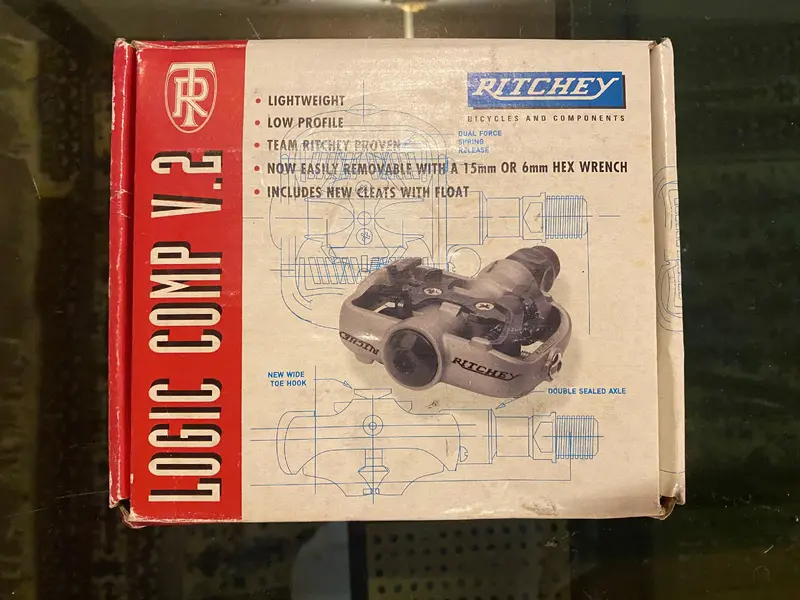 TR
LOGIC COMP V.2
• LIGHTWEIGHT
• LOW PROFILE
• TEAM RITCHEY PROVEN
• NOW EASILY REMOVABLE WITH A 15mm OR 6mm HEX WRENCH
• INCLUDES NEW CLEATS WITH FLOAT
RITCHEY
BICYCLES AND COMPONENTS
DUAL FORCE
SPRING
RELEASE
RITCHEY
RITCHEY
NEW WIDE
TOE HOOK
DOUBLE SEALED AXLE